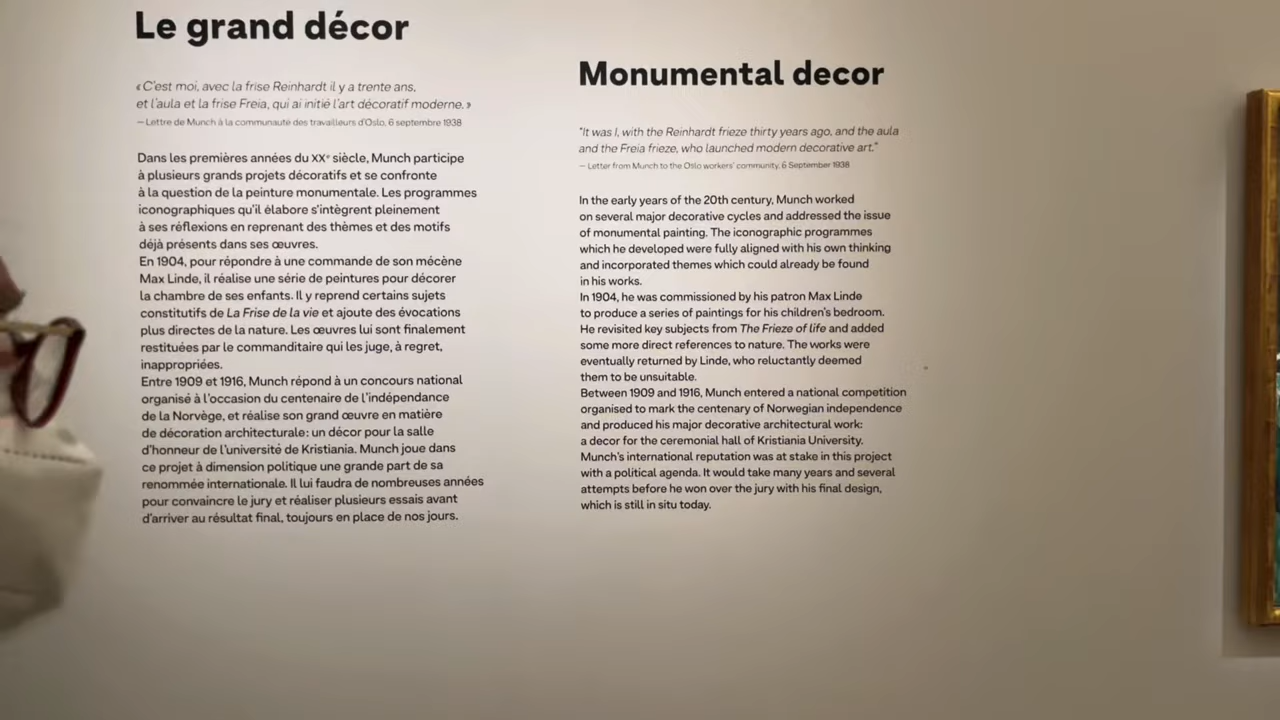 Le grand décor
« C'est moi, avec la frise Reinhardt il y a trente ans,
et l'aula et la frise Freia, qui ai initié l'art décoratif moderne. »
— Lettre de Munch à la communauté des travailleurs d'Oslo, 6 septembre 1938
Dans les premières années du XXe siècle, Munch participe
à plusieurs grands projets décoratifs et se confronte
à la question de la peinture monumentale. Les programmes
iconographiques qu'il élabore s'intègrent pleinement
à ses réflexions en reprenant des thèmes et des motifs
déjà présents dans ses œuvres.
En 1904, pour répondre à une commande de son mécène
Max Linde, il réalise une série de peintures pour décorer
la chambre de ses enfants. Il y reprend certains sujets
constitutifs de La Frise de la vie et ajoute des évocations
plus directes de la nature. Les œuvres lui sont finalement
restituées par le commanditaire qui les juge, à regret,
inappropriées.
Entre 1909 et 1916, Munch répond à un concours national
organisé à l'occasion du centenaire de l'indépendance
de la Norvège, et réalise son grand œuvre en matière
de décoration architecturale : un décor pour la salle
d'honneur de l'université de Kristiania. Munch joue dans
ce projet à dimension politique une grande part de sa
renommée internationale. Il lui faudra de nombreuses années
pour convaincre le jury et réaliser plusieurs essais avant
d'arriver au résultat final, toujours en place de nos jours.
Monumental decor
"It was I, with the Reinhardt frieze thirty years ago, and the aula
and the Freia frieze, who launched modern decorative art."
— Letter from Munch to the Oslo workers' community, 6 September 1938
In the early years of the 20th century, Munch worked
on several major decorative cycles and addressed the issue
of monumental painting. The iconographic programmes
which he developed were fully aligned with his own thinking
and incorporated themes which could already be found
in his works.
In 1904, he was commissioned by his patron Max Linde
to produce a series of paintings for his children's bedroom.
He revisited key subjects from The Frieze of life and added
some more direct references to nature. The works were
eventually returned by Linde, who reluctantly deemed
them to be unsuitable.
Between 1909 and 1916, Munch entered a national competition
organised to mark the centenary of Norwegian independence
and produced his major decorative architectural work:
a decor for the ceremonial hall of Kristiania University.
Munch's international reputation was at stake in this project
with a political agenda. It would take many years and several
attempts before he won over the jury with his final design,
which is still in situ today.